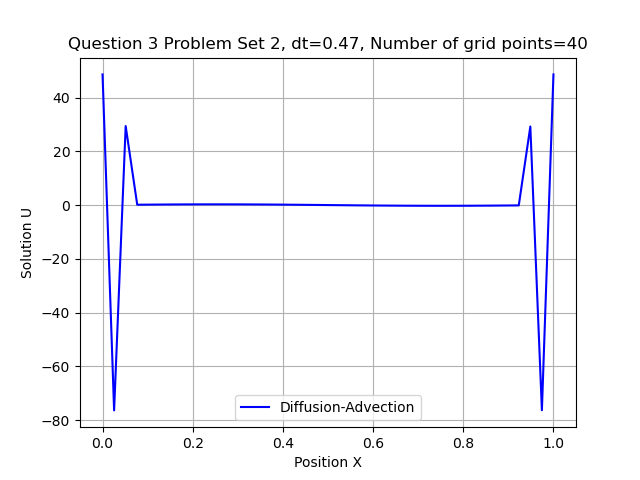 Question 3 Problem Set 2, dt=0.47, Number of grid points=40
40
20
0
−20
−40
−60
−80
Solution U
Diffusion-Advection
0.0 0.2 0.4 0.6 0.8 1.0
Position X